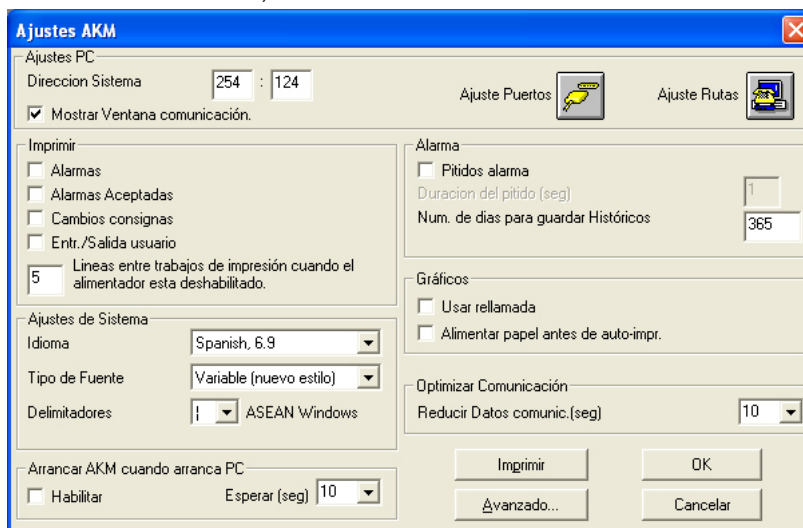 Ajustes AKM
Ajustes PC
Direccion Sistema 254 : 124
Mostrar Ventana comunicación.
Ajuste Puertos
Ajuste Rutas
Imprimir
Alarmas
Alarmas Aceptadas
Cambios consignas
Entr./Salida usuario
5 Lineas entre trabajos de impresión cuando el
alimentador esta deshabilitado.
Alarma
Pitidos alarma
Duracion del pitido (seg) 1
Num. de dias para guardar Históricos 365
Gráficos
Usar rellamada
Alimentar papel antes de auto-impr.
Ajustes de Sistema
Idioma Spanish, 6.9
Tipo de Fuente Variable (nuevo estilo)
Delimitadores ¦ ASEAN Windows
Optimizar Comunicación
Reducir Datos comunic.(seg) 10
Arrancar AKM cuando arranca PC
Habilitar Esperar (seg) 10
Imprimir
OK
Avanzado...
Cancelar